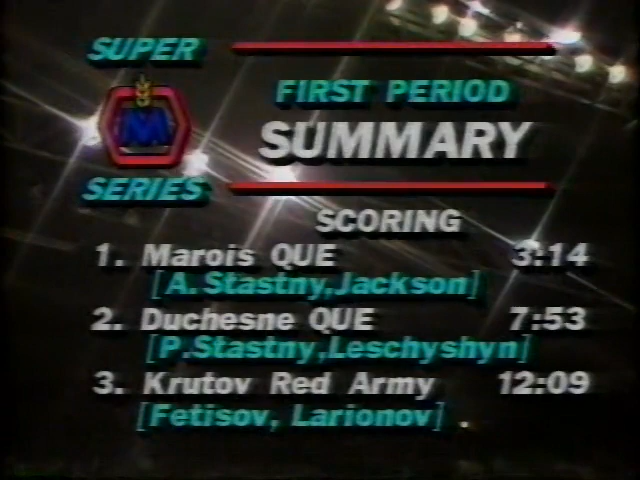 SUPER
M
SERIES
FIRST PERIOD
SUMMARY
SCORING
1. Marois QUE 3:14
[A.Stastny,Jackson]
2. Duchesne QUE 7:53
[P.Stastny,Leschyshyn]
3. Krutov Red Army 12:09
[Fetisov, Larionov]